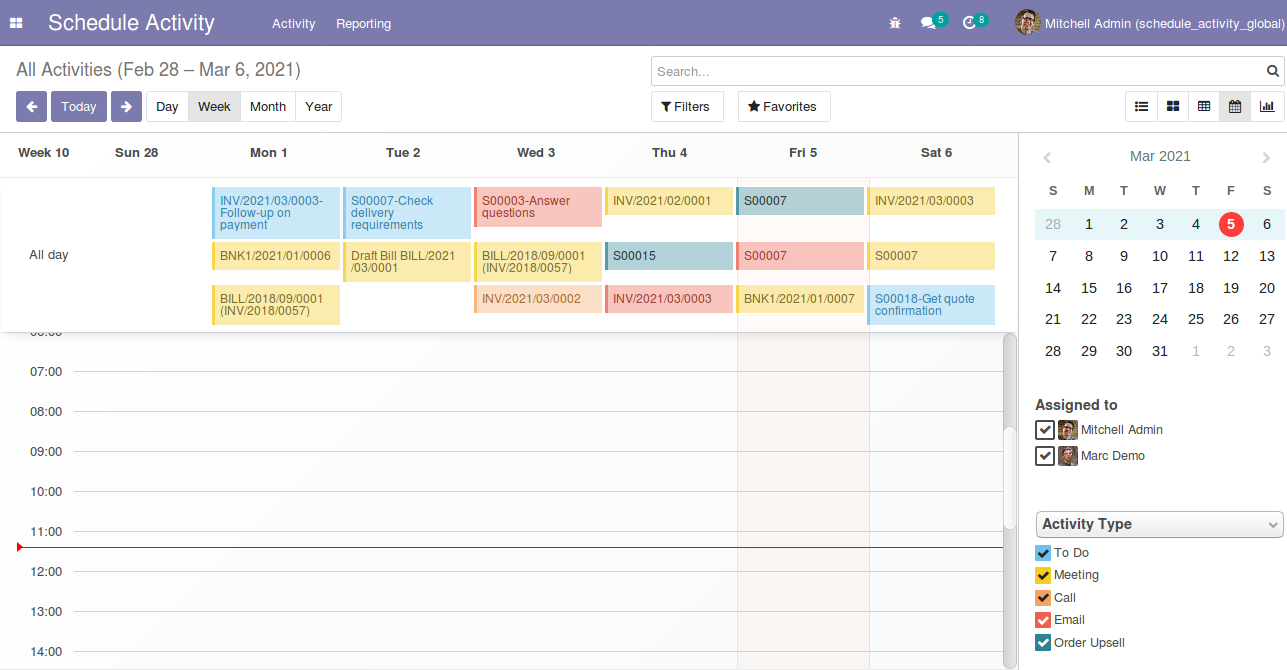 Schedule Activity Activity Reporting 5 8 Mitchell Admin (schedule_activity_global)
All Activities (Feb 28 – Mar 6, 2021) Search...
Today Day Week Month Year Filters Favorites
Week 10 Sun 28 Mon 1 Tue 2 Wed 3 Thu 4 Fri 5 Sat 6
All day
INV/2021/03/0003-
Follow-up on
payment
BNK1/2021/01/0006
BILL/2018/09/0001
(INV/2018/0057)
S00007-Check
delivery
requirements
Draft Bill BILL/2021
/03/0001
S00003-Answer
questions
BILL/2018/09/0001
(INV/2018/0057)
INV/2021/03/0002
INV/2021/02/0001
S00015
INV/2021/03/0003
S00007
S00007
BNK1/2021/01/0007
INV/2021/03/0003
S00007
S00018-Get quote
confirmation
07:00
08:00
09:00
10:00
11:00
12:00
13:00
14:00
Mar 2021
S M T W T F S
28 1 2 3 4 5 6
7 8 9 10 11 12 13
14 15 16 17 18 19 20
21 22 23 24 25 26 27
28 29 30 31 1 2 3
Assigned to
Mitchell Admin
Marc Demo
Activity Type
To Do
Meeting
Call
Email
Order Upsell